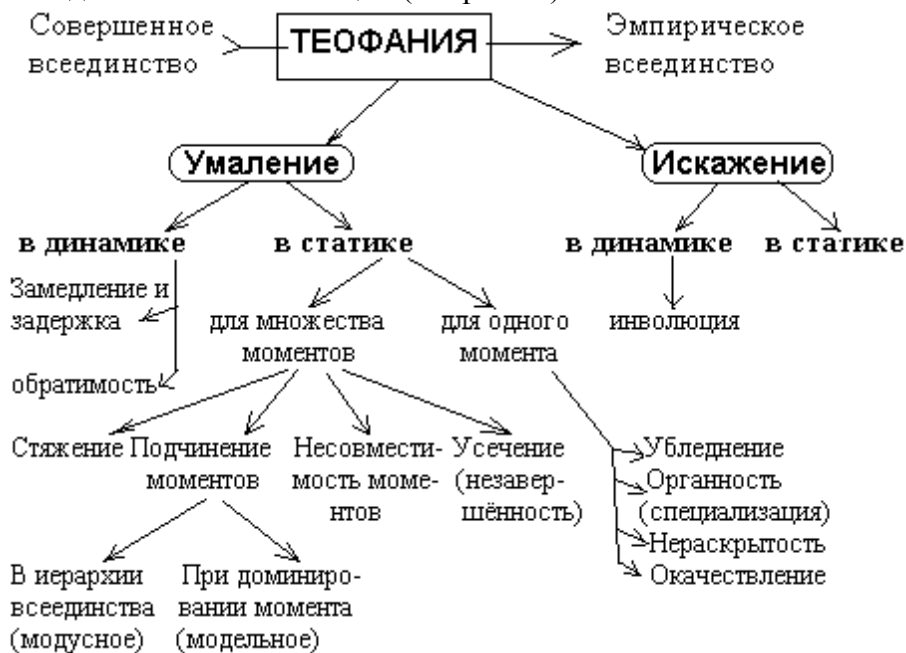 Совершенное
всеединство
ТЕОФАНИЯ
Эмпирическое
всеединство
Умаление
Искажение
в динамике
в статике
в динамике
в статике
Замедление и
задержка
обратимость
для множества
моментов
для одного
момента
инволюция
Стяжение
Подчинение
моментов
Несовмести-
мость моме-
нтов
Усечение
(незавер-
шённость)
Убледнение
Органность
(специализация)
Нераскрытость
Окачествление
В иерархии
всеединства
(модусное)
При доминиро-
вании момента
(модельное)